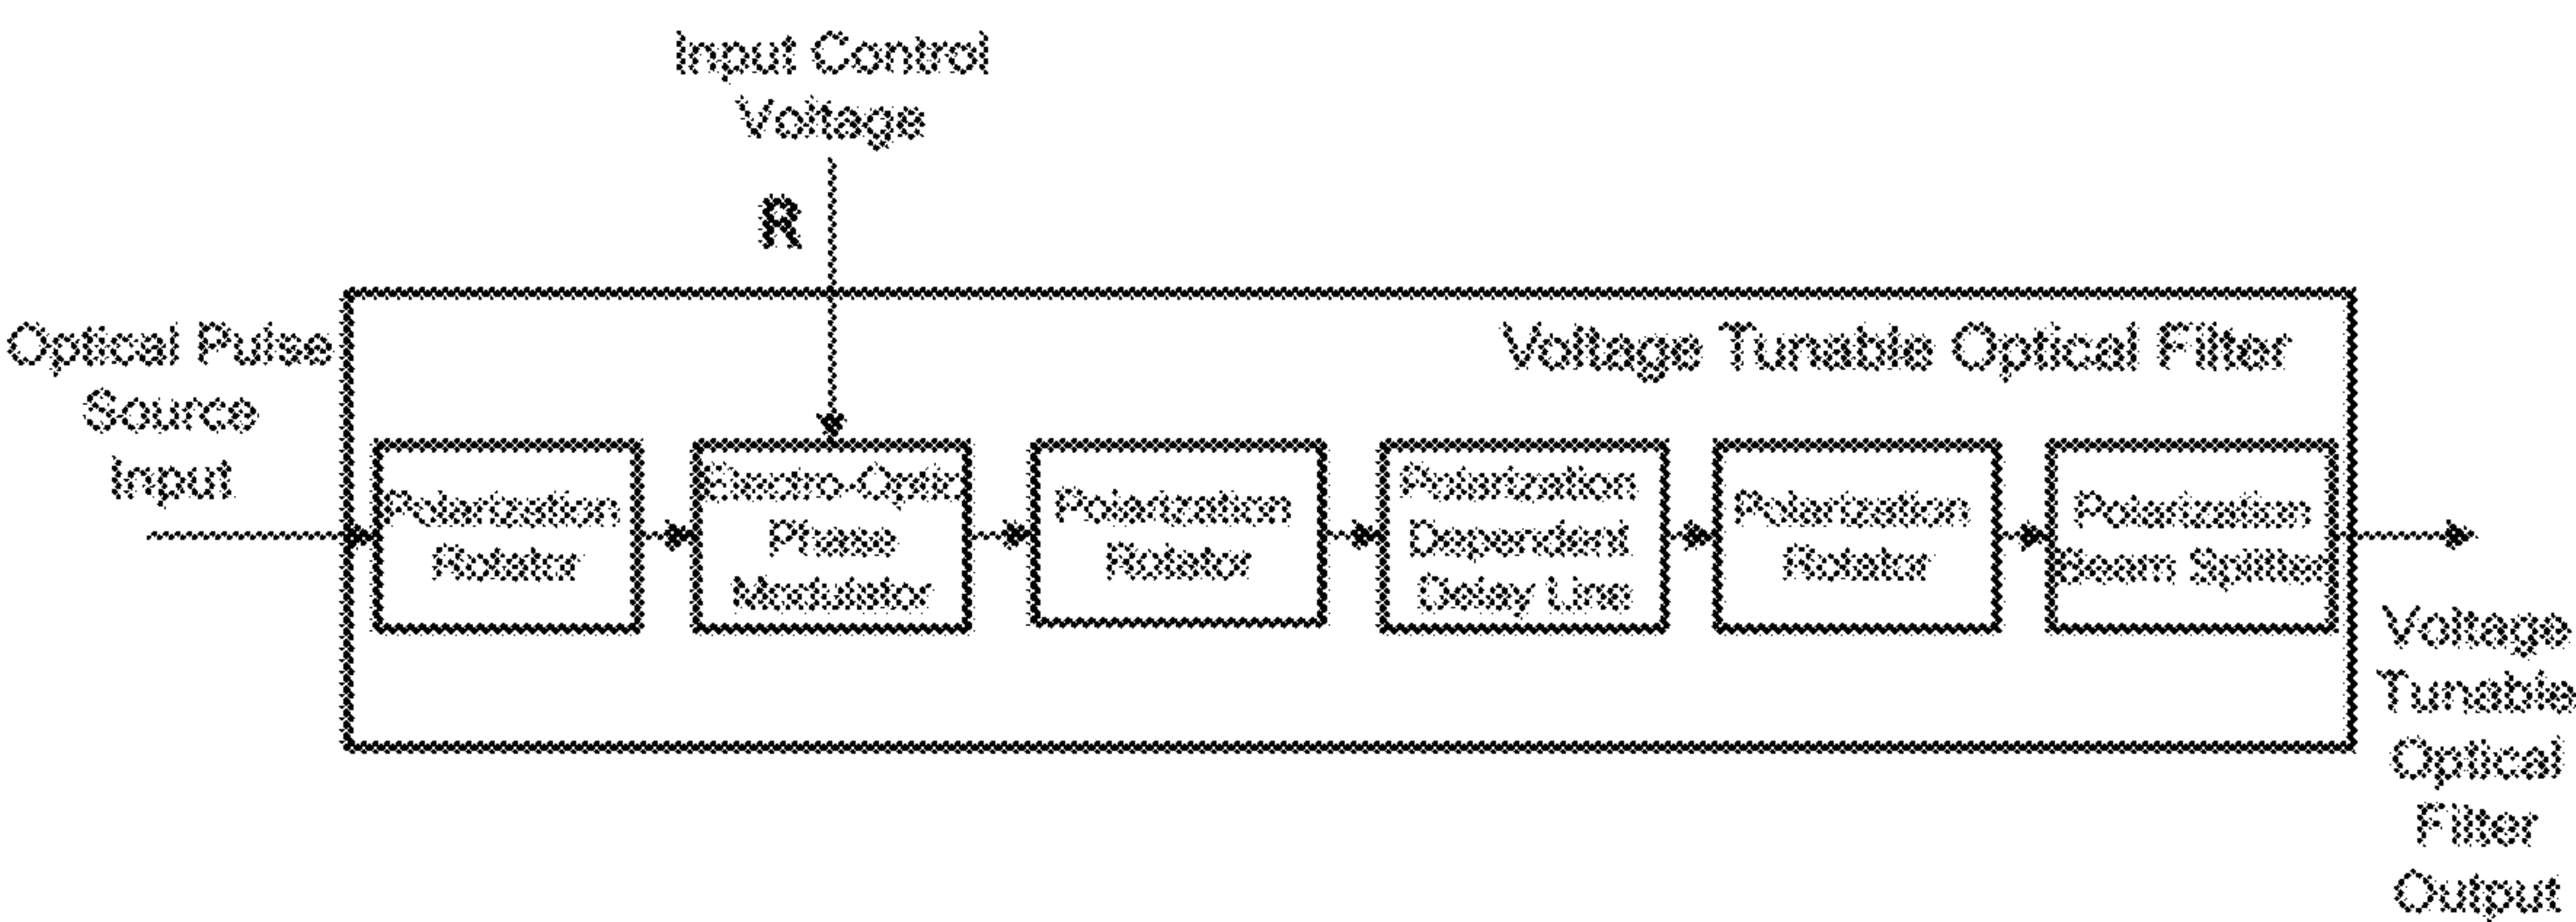 Input Control
Voltage
R
Optical Pulse
Source
Input
Voltage Tunable Optical Filter
Polarization
Rotator
Electro-Optic
Phase
Modulator
Polarization
Rotator
Polarization
Dependent
Delay Line
Polarization
Rotator
Polarization
Beam Splitter
Voltage
Tunable
Optical
Filter
Output